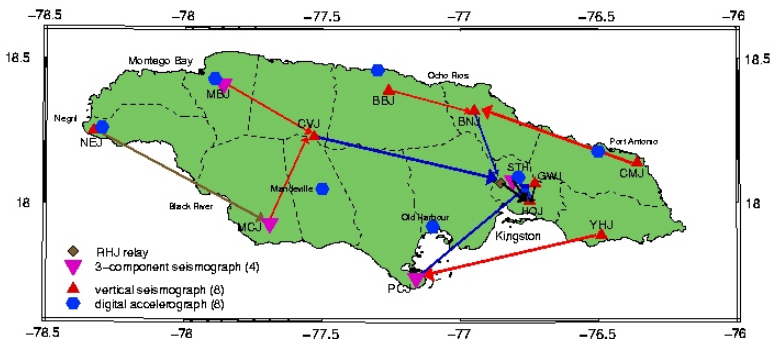 -78.5 -78 -77.5 -77 -76.5 -76
18.5 18.5
Montego Bay
MBJ
Ocho Rios
BBJ
BNJ
Negril
NEJ
CVJ
Port Antonio
STH
GWJ
CMJ
Mandeville
18 18
Black River
MCJ
Old Harbour
HOJ
Kingston
YHJ
PCJ
RHJ relay
3-component seismograph (4)
vertical seismograph (8)
digital accelerograph (8)
-78.5 -78 -77.5 -77 -76.5 -76